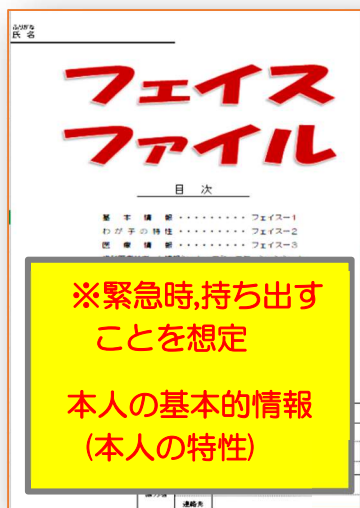 ふりがな
氏 名
フェイス
ファイル
目 次
基 本 情 報 ・・・・・・・・・ フェイス－1
わ が 子 の 特 性 ・・・・・・・・・ フェイス－2
医 療 情 報 ・・・・・・・・・ フェイス－3
※緊急時,持ち出す
ことを想定
本人の基本的情報
(本人の特性)
連絡先